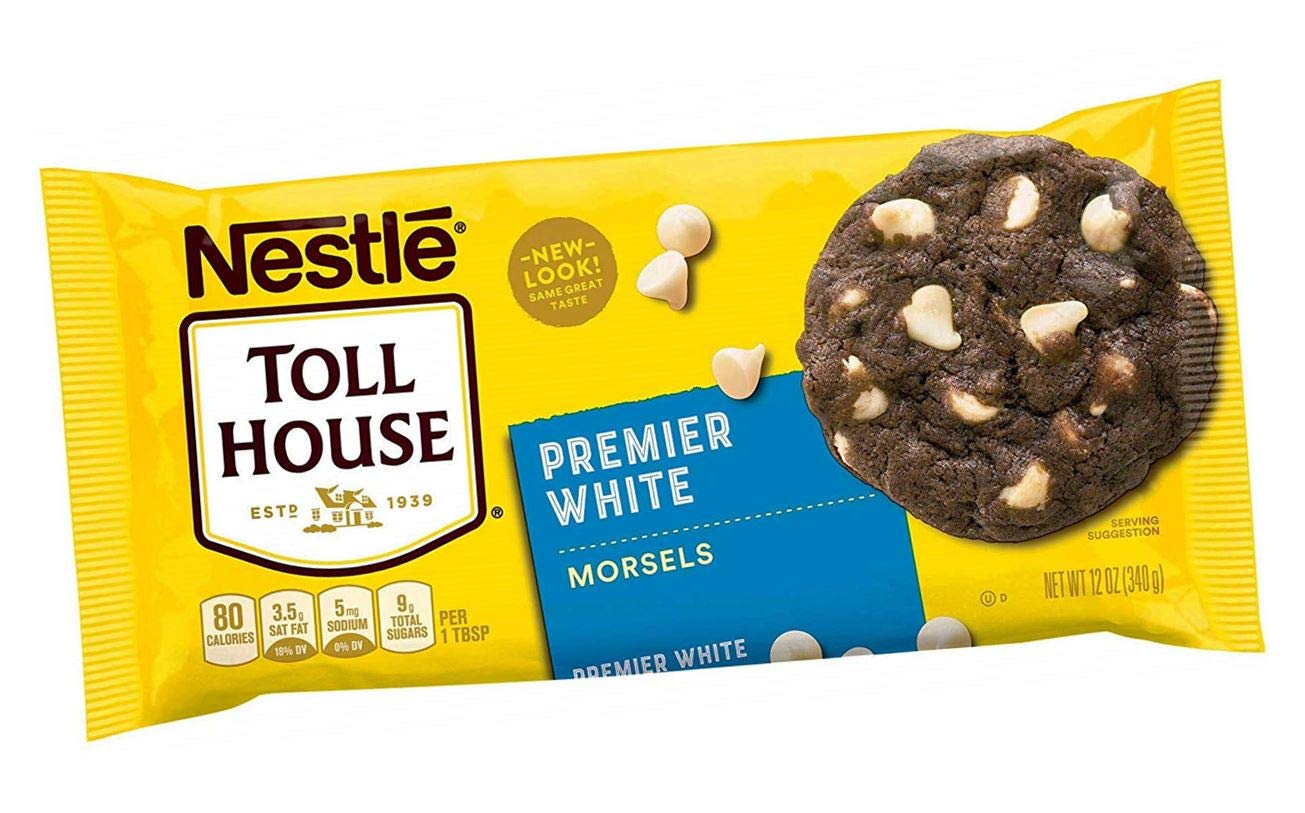 Nestlé®
TOLL
HOUSE®
ESTD 1939
-NEW-
LOOK!
SAME GREAT
TASTE
PREMIER
WHITE
MORSELS
PREMIER WHITE
80
CALORIES
3.5g
SAT FAT
18% DV
5mg
SODIUM
0% DV
9g
TOTAL
SUGARS
PER
1 TBSP
SERVING
SUGGESTION
U D
NET WT 12 OZ (340 g)